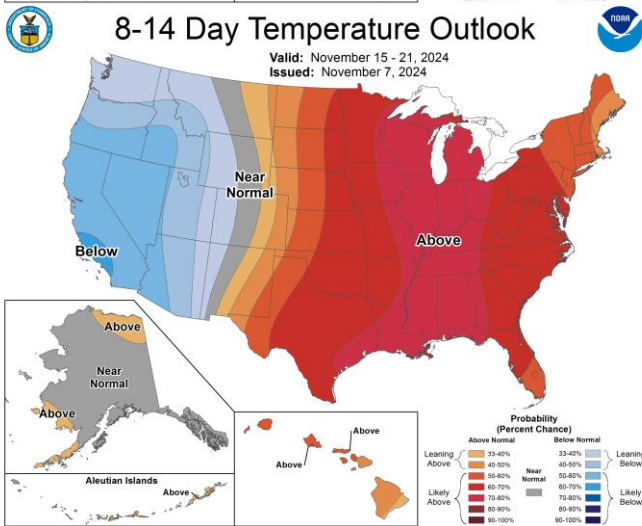 NOAA
8-14 Day Temperature Outlook
Valid: November 15 - 21, 2024
Issued: November 7, 2024
Near
Normal
Below
Above
Above
Near
Normal
Above
Aleutian Islands
Above
Above
Above
Probability
(Percent Chance)
Above Normal
Below Normal
Leaning
Above
33-40%
40-50%
50-60%
Likely
Above
60-70%
70-80%
80-90%
90-100%
Near
Normal
33-40%
40-50%
Leaning
Below
50-60%
60-70%
70-80%
80-90%
90-100%
Likely
Below